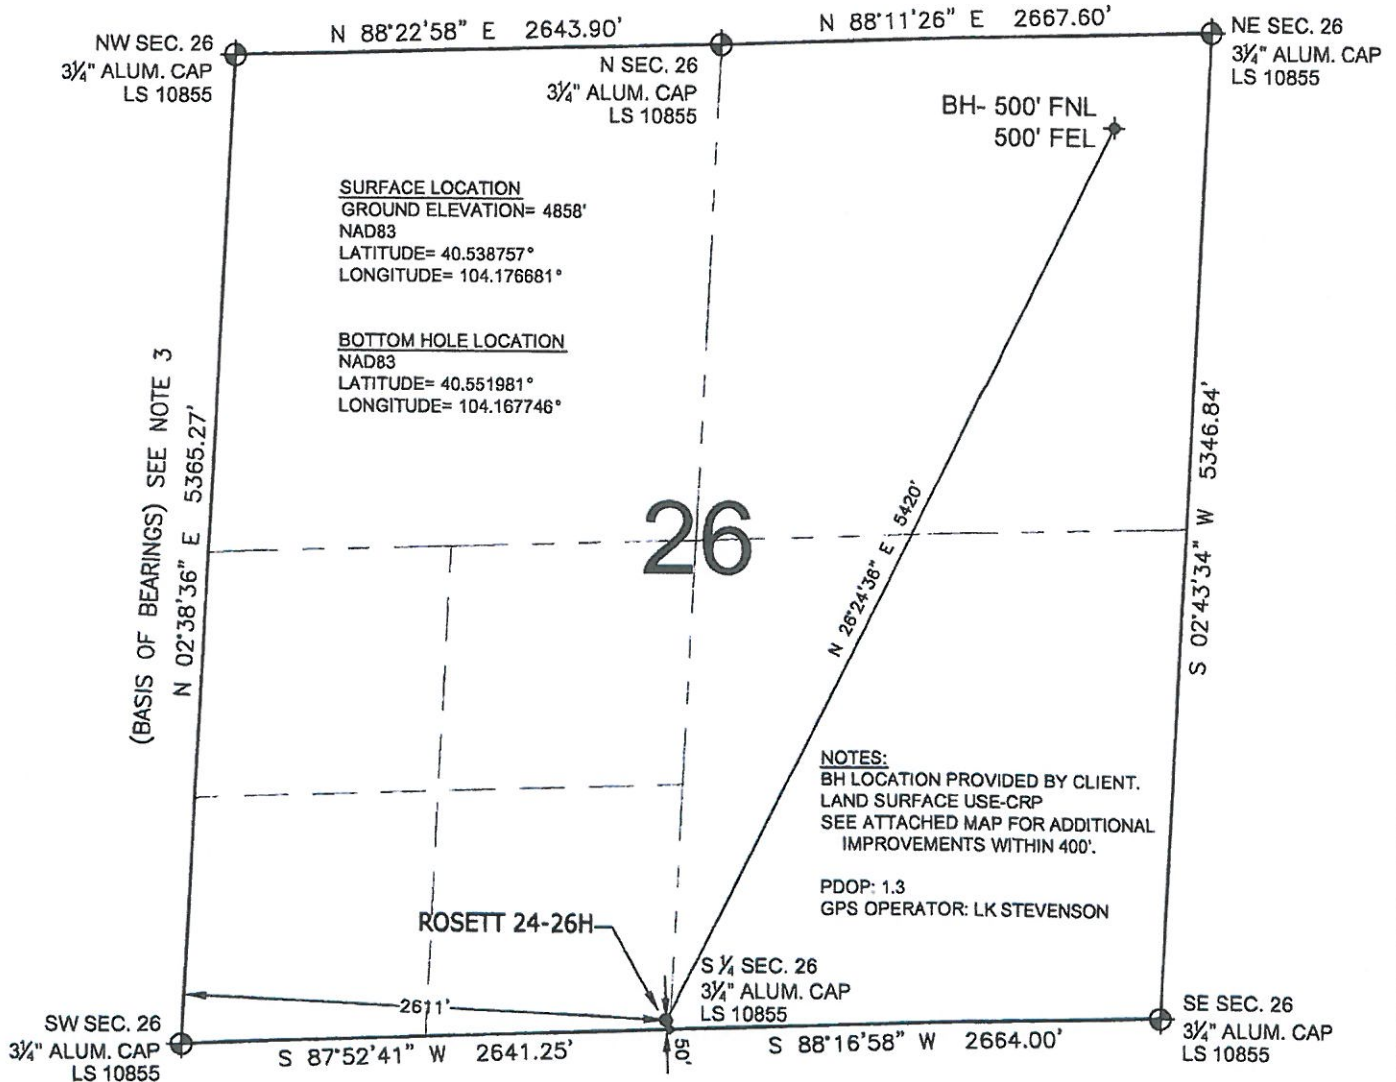 N 88°22'58" E 2643.90'
N 88°11'26" E 2667.60'
NW SEC. 26
3¼" ALUM. CAP
LS 10855
N SEC. 26
3¼" ALUM. CAP
LS 10855
NE SEC. 26
3¼" ALUM. CAP
LS 10855
BH- 500' FNL
500' FEL
SURFACE LOCATION
GROUND ELEVATION= 4858'
NAD83
LATITUDE= 40.538757°
LONGITUDE= 104.176681°
BOTTOM HOLE LOCATION
NAD83
LATITUDE= 40.551981°
LONGITUDE= 104.167746°
(BASIS OF BEARINGS) SEE NOTE 3
N 02°38'36" E 5365.27'
26
N 26°24'36" E 5420'
S 02°43'34" W 5346.84'
NOTES:
BH LOCATION PROVIDED BY CLIENT.
LAND SURFACE USE-CRP
SEE ATTACHED MAP FOR ADDITIONAL
IMPROVEMENTS WITHIN 400'.
PDOP: 1.3
GPS OPERATOR: LK STEVENSON
ROSETT 24-26H
S ¼ SEC. 26
3¼" ALUM. CAP
LS 10855
2611'
SW SEC. 26
3¼" ALUM. CAP
LS 10855
S 87°52'41" W 2641.25'
50'
S 88°16'58" W 2664.00'
SE SEC. 26
3¼" ALUM. CAP
LS 10855